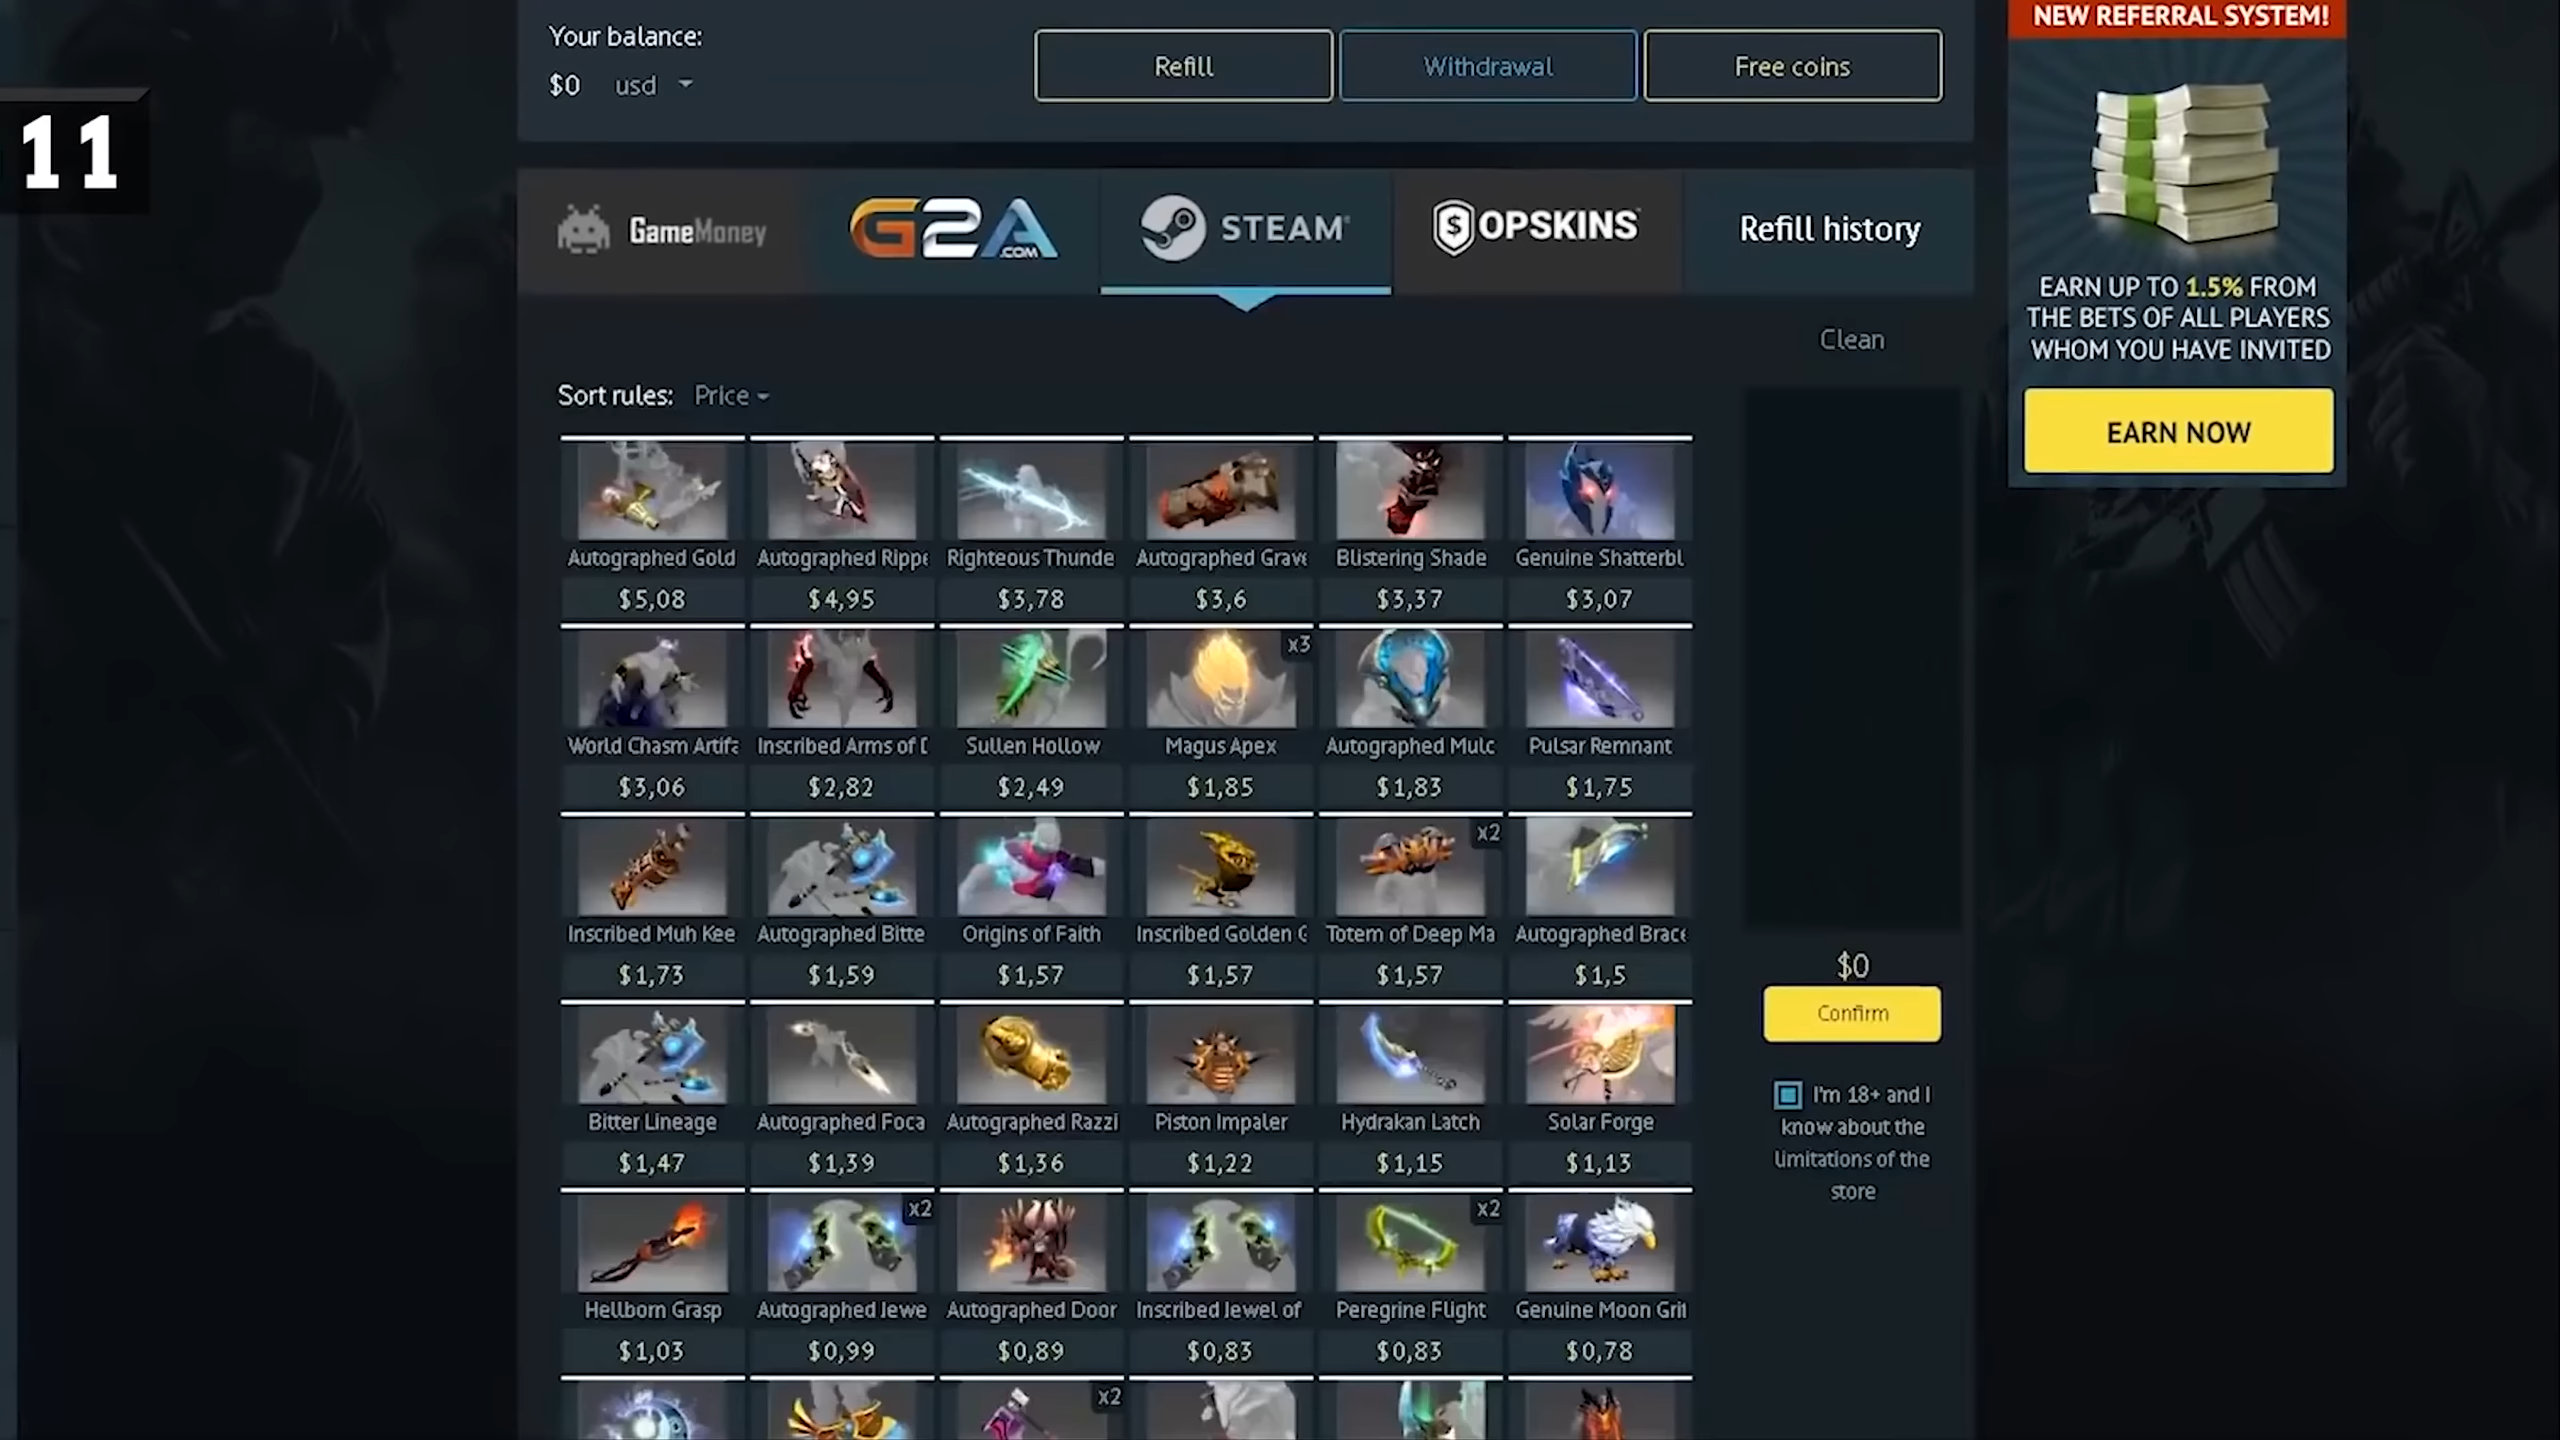 Your balance:
$0 usd
Refill
Withdrawal
Free coins
11
GameMoney
G2A
.COM
STEAM
OPSKINS
Refill history
Clean
Sort rules: Price
Autographed Gold
Autographed Rippe
Righteous Thunde
Autographed Grave
Blistering Shade
Genuine Shatterbl
$5,08
$4,95
$3,78
$3,6
$3,37
$3,07
x3
World Chasm Artifa
Inscribed Arms of D
Sullen Hollow
Magus Apex
Autographed Mulc
Pulsar Remnant
$3,06
$2,82
$2,49
$1,85
$1,83
$1,75
x2
Inscribed Muh Kee
Autographed Bitte
Origins of Faith
Inscribed Golden G
Totem of Deep Ma
Autographed Brace
$1,73
$1,59
$1,57
$1,57
$1,57
$1,5
Bitter Lineage
Autographed Foca
Autographed Razzi
Piston Impaler
Hydrakan Latch
Solar Forge
$1,47
$1,39
$1,36
$1,22
$1,15
$1,13
x2
x2
Hellborn Grasp
Autographed Jewe
Autographed Door
Inscribed Jewel of
Peregrine Flight
Genuine Moon Grif
$1,03
$0,99
$0,89
$0,83
$0,83
$0,78
x2
$0
Confirm
I'm 18+ and I
know about the
limitations of the
store
NEW REFERRAL SYSTEM!
EARN UP TO 1.5% FROM
THE BETS OF ALL PLAYERS
WHOM YOU HAVE INVITED
EARN NOW